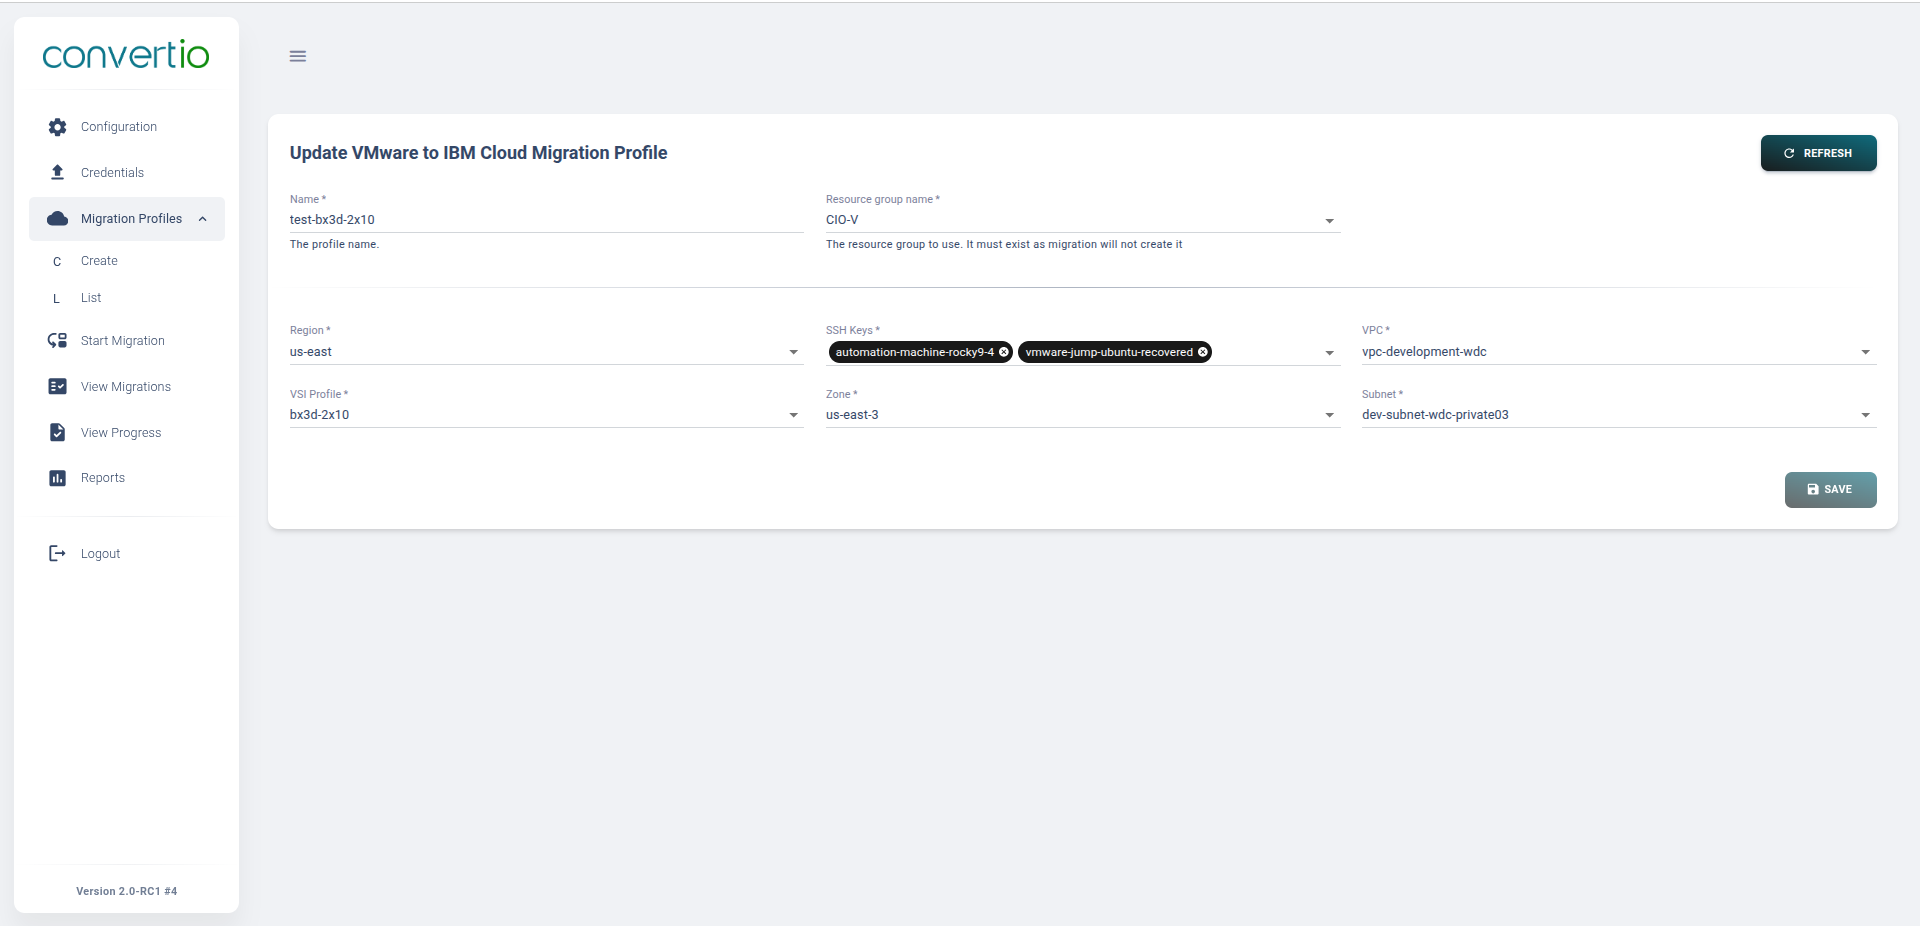 convertio
Configuration
Credentials
Migration Profiles
C Create
L List
Start Migration
View Migrations
View Progress
Reports
Logout
Version 2.0-RC1 #4
Update VMware to IBM Cloud Migration Profile
REFRESH
Name *
test-bx3d-2x10
The profile name.
Resource group name *
CIO-V
The resource group to use. It must exist as migration will not create it
Region *
us-east
SSH Keys *
automation-machine-rocky9-4 vmware-jump-ubuntu-recovered
VPC *
vpc-development-wdc
VSI Profile *
bx3d-2x10
Zone *
us-east-3
Subnet *
dev-subnet-wdc-private03
SAVE